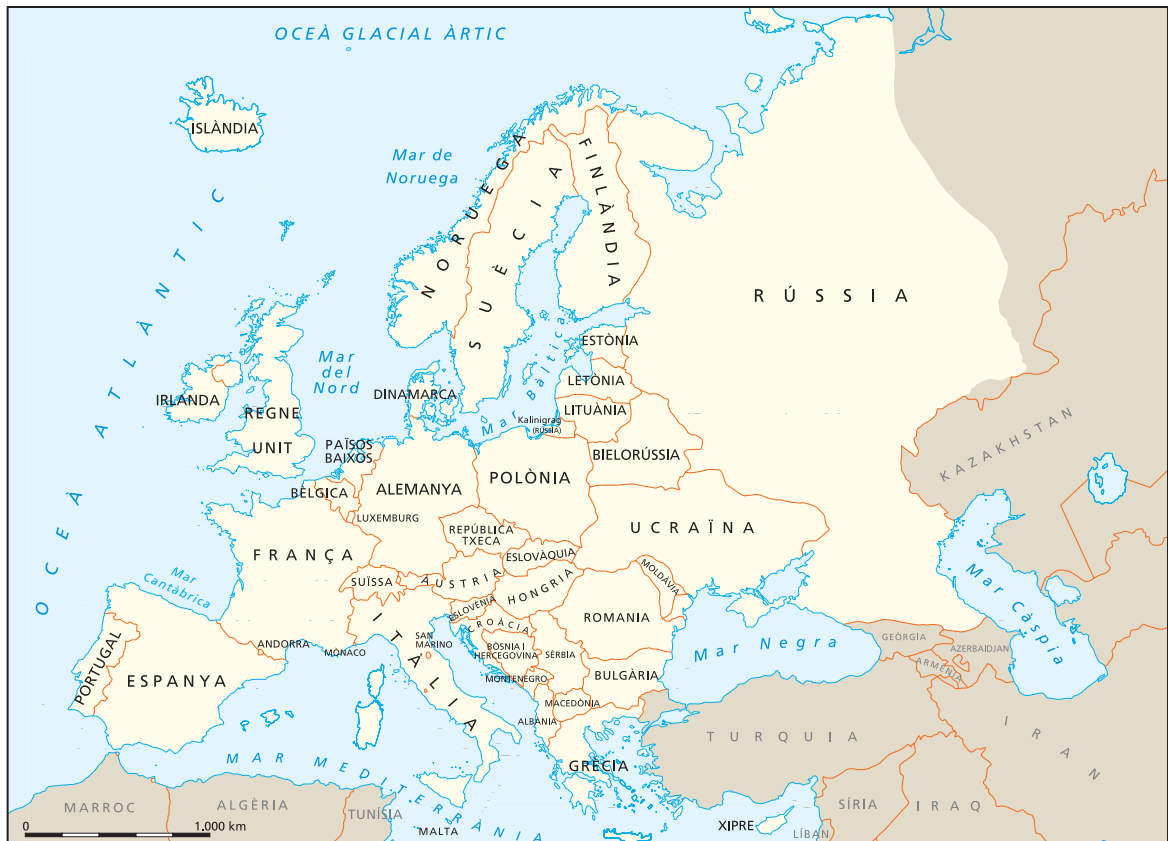 OCEÀ GLACIAL ÀRTIC
ISLÀNDIA
Mar de
Noruega
NORUEGA
SUÈCIA
FINLÀNDIA
RÚSSIA
OCEÀ ATLÀNTIC
Mar
del
Nord
Mar Bàltica
ESTÒNIA
LETÒNIA
LITUÀNIA
Kalinigrag
(RÚSSIA)
DINAMARCA
IRLANDA
REGNE
UNIT
PAÏSOS
BAIXOS
BÈLGICA
ALEMANYA
POLÒNIA
BIELORÚSSIA
KAZAKHSTAN
LUXEMBURG
REPÚBLICA
TXECA
UCRAÏNA
FRANÇA
ESLOVÀQUIA
SUÏSSA
ÀUSTRIA
HONGRIA
MOLDÀVIA
Mar
Cantàbrica
ESLOVÈNIA
CROÀCIA
ROMANIA
Mar Negra
Mar Càspia
ITÀLIA
SAN
MARINO
BÒSNIA I
HERCEGOVINA
SÈRBIA
GEÒRGIA
AZERBAIDJAN
ARMÈNIA
ANDORRA
MÒNACO
PORTUGAL
ESPANYA
MONTENEGRO
BULGÀRIA
MACEDÒNIA
ALBÀNIA
GRÈCIA
TURQUIA
IRAN
MAR MEDITERRÀNIA
MARROC
ALGÈRIA
TUNÍSIA
MALTA
XIPRE
SÍRIA
IRAQ
LÍBAN
0 1.000 km